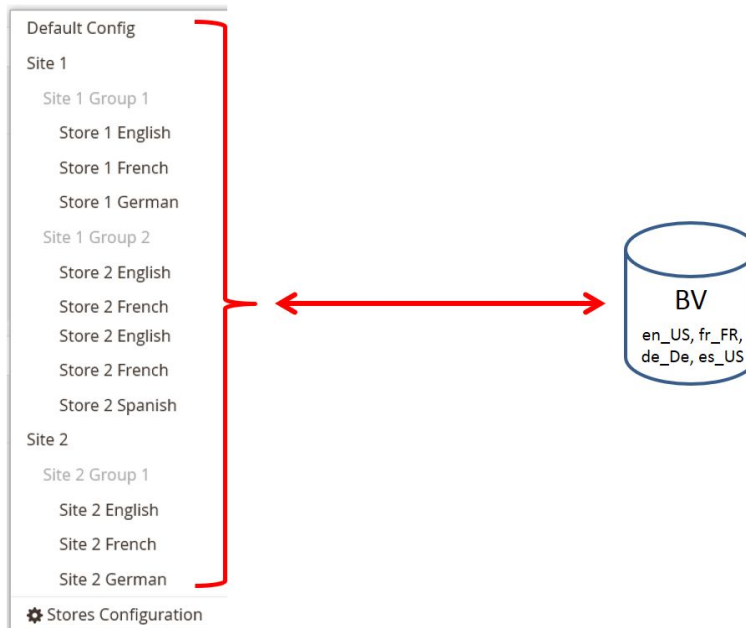 Default Config
Site 1
Site 1 Group 1
Store 1 English
Store 1 French
Store 1 German
Site 1 Group 2
Store 2 English
Store 2 French
Store 2 English
Store 2 French
Store 2 Spanish
Site 2
Site 2 Group 1
Site 2 English
Site 2 French
Site 2 German
Stores Configuration
BV
en_US, fr_FR,
de_De, es_US